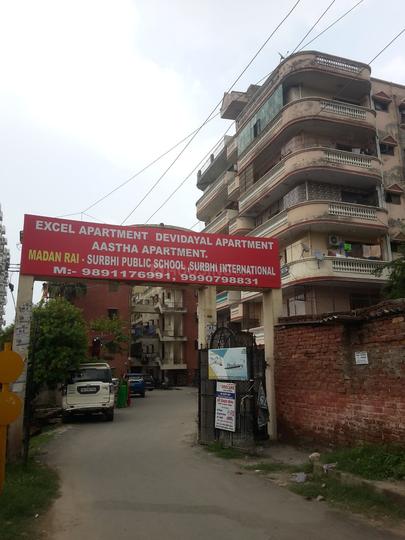 EXCEL APARTMENT DEVIDAYAL APARTMENT
AASTHA APARTMENT.
MADAN RAI - SURBHI PUBLIC SCHOOL ,SURBHI INTERNATIONAL
M:- 9891176991, 9990798831